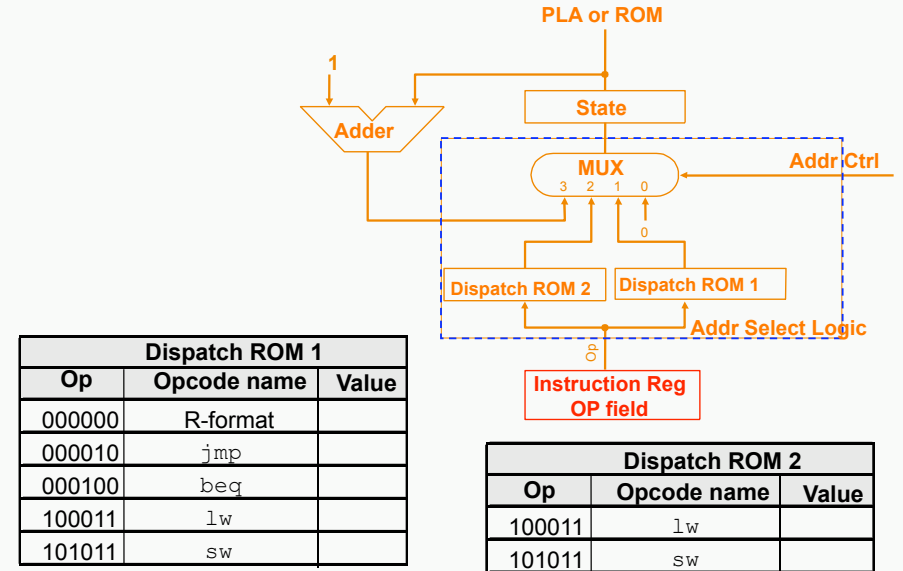 PLA or ROM
1
State
Adder
Addr Ctrl
MUX
3 2 1 0
0
Dispatch ROM 2
Dispatch ROM 1
Addr Select Logic
Op
Instruction Reg
OP field
Dispatch ROM 1
Op Opcode name Value
000000 R-format
000010 jmp
000100 beq
100011 lw
101011 sw
Dispatch ROM 2
Op Opcode name Value
100011 lw
101011 sw